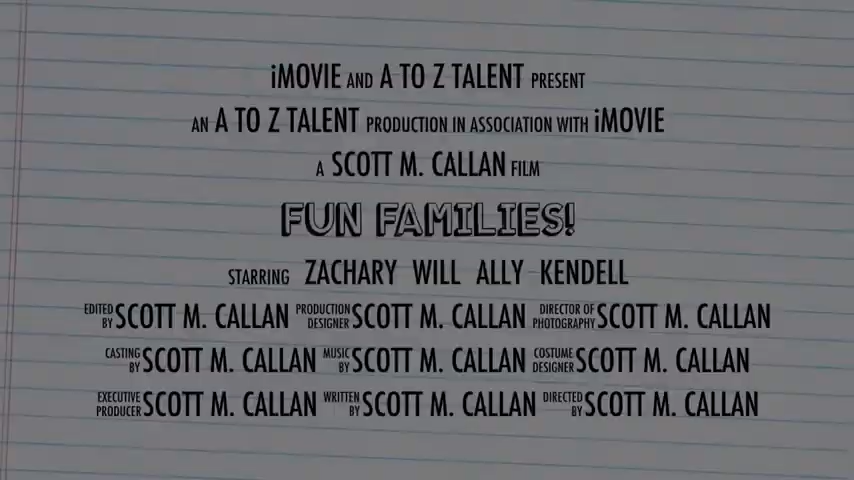 iMOVIE AND A TO Z TALENT PRESENT
AN A TO Z TALENT PRODUCTION IN ASSOCIATION WITH iMOVIE
A SCOTT M. CALLAN FILM
FUN FAMILIES!
STARRING ZACHARY WILL ALLY KENDELL
EDITED BY SCOTT M. CALLAN PRODUCTION DESIGNER SCOTT M. CALLAN DIRECTOR OF PHOTOGRAPHY SCOTT M. CALLAN
CASTING BY SCOTT M. CALLAN MUSIC BY SCOTT M. CALLAN COSTUME DESIGNER SCOTT M. CALLAN
EXECUTIVE PRODUCER SCOTT M. CALLAN WRITTEN BY SCOTT M. CALLAN DIRECTED BY SCOTT M. CALLAN